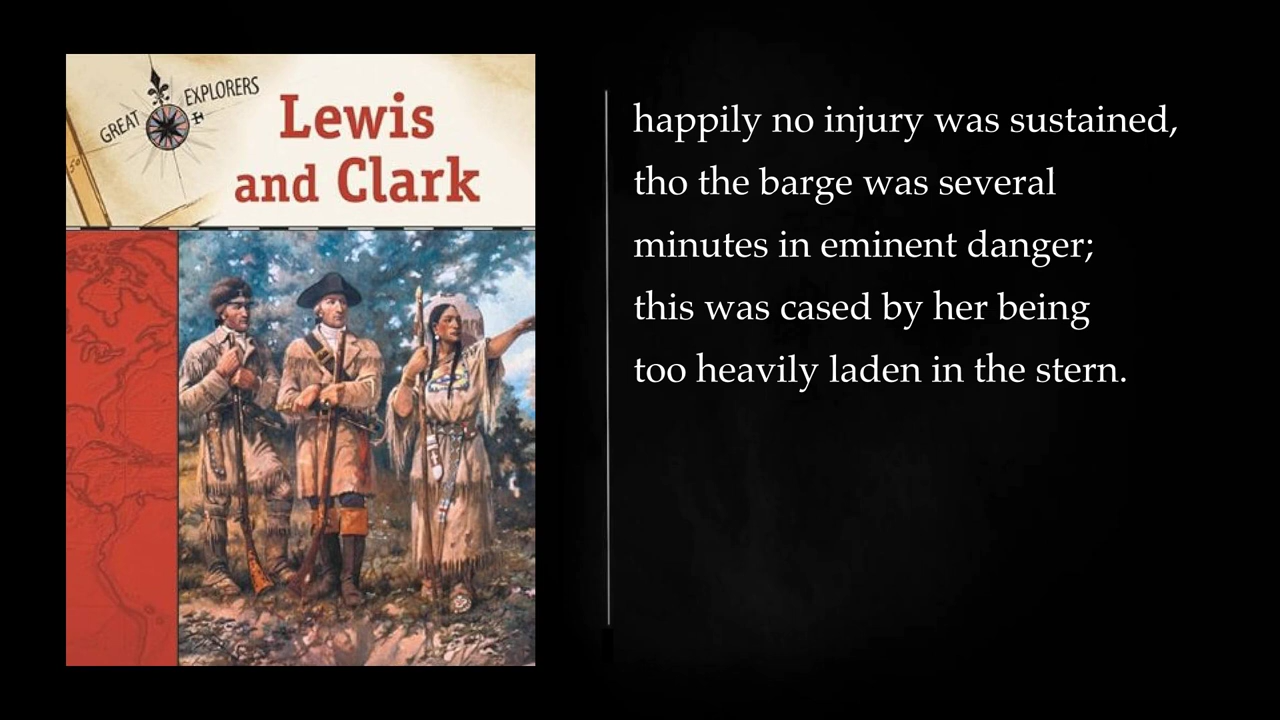 GREAT EXPLORERS
Lewis
and Clark
50
happily no injury was sustained,
tho the barge was several
minutes in eminent danger;
this was cased by her being
too heavily laden in the stern.